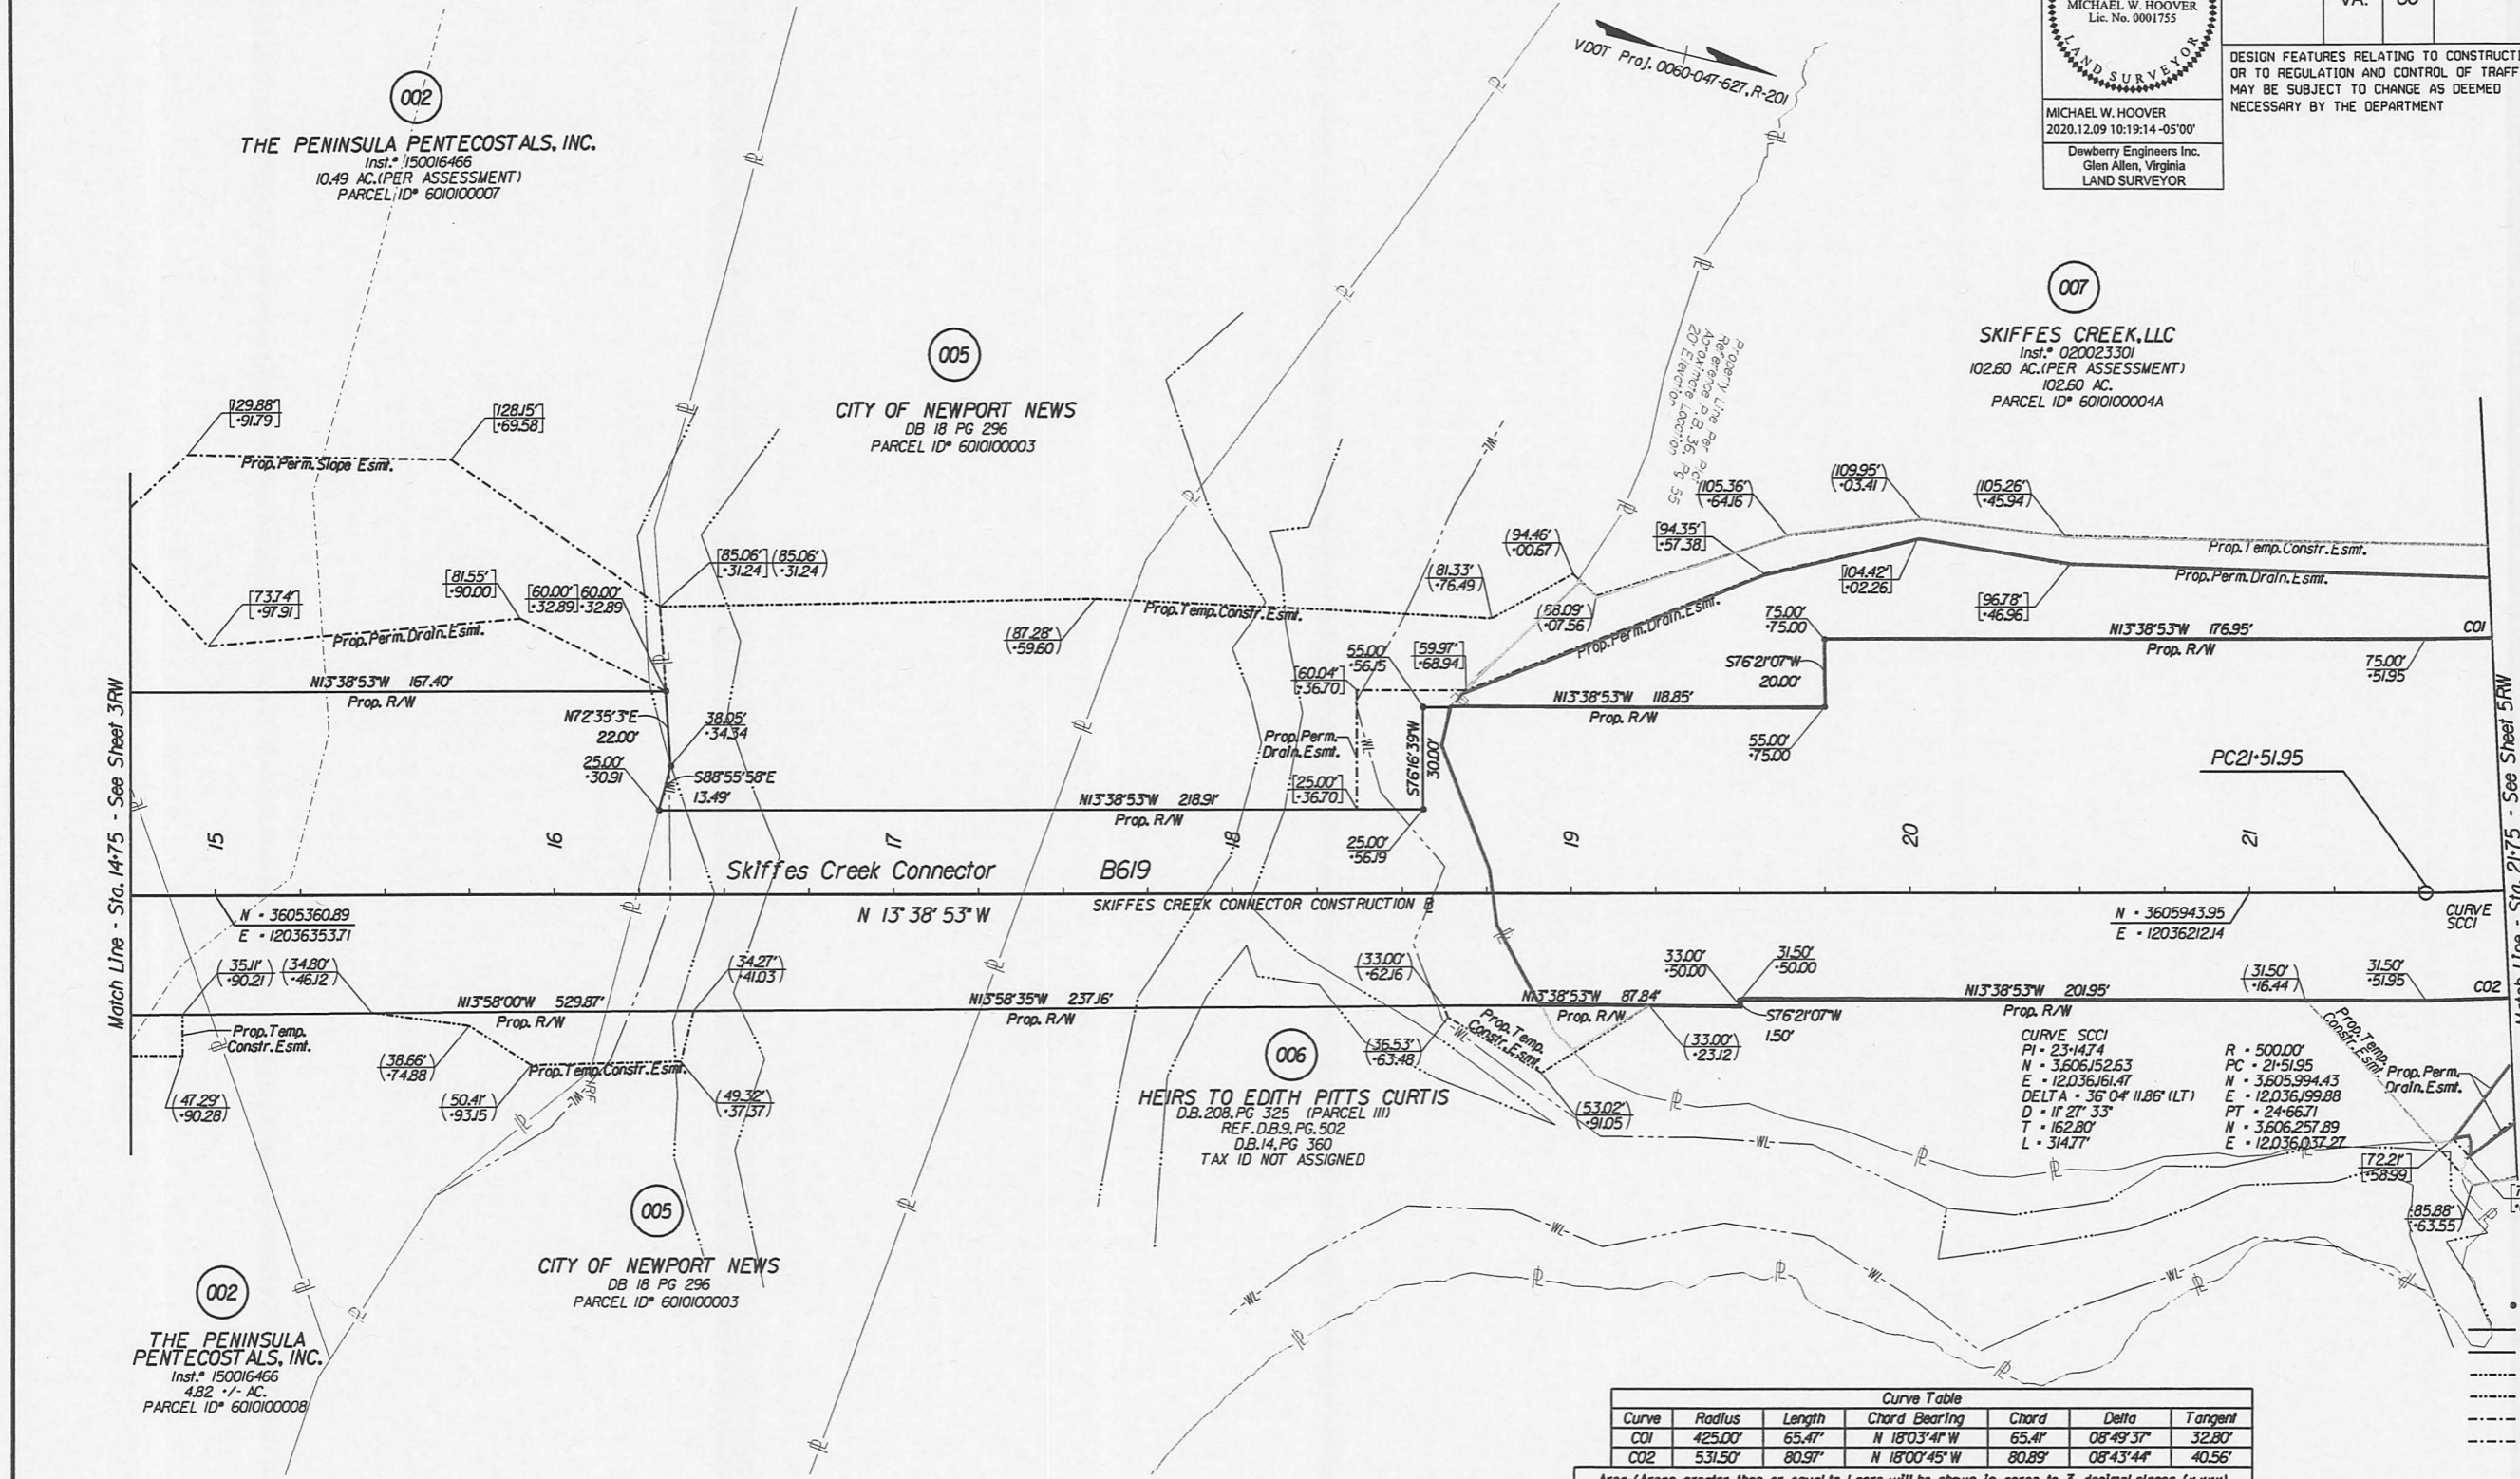 MICHAEL W. HOOVER
Lic. No. 0001755
LAND SURVEYOR
VA.
DESIGN FEATURES RELATING TO CONSTRUCTI
OR TO REGULATION AND CONTROL OF TRAFF
MAY BE SUBJECT TO CHANGE AS DEEMED
NECESSARY BY THE DEPARTMENT
MICHAEL W. HOOVER
2020.12.09 10:19:14 -05'00'
Dewberry Engineers Inc.
Glen Allen, Virginia
LAND SURVEYOR
VDOT Proj. 0060-047-627, R-201
002
THE PENINSULA PENTECOSTALS, INC.
Inst.# 150016466
10.49 AC.(PER ASSESSMENT)
PARCEL ID# 6010100007
005
CITY OF NEWPORT NEWS
DB 18 PG 296
PARCEL ID# 6010100003
007
SKIFFES CREEK, LLC
Inst.# 020023301
102.60 AC.(PER ASSESSMENT)
102.60 AC.
PARCEL ID# 6010100004A
Property Line Per Plat
Reference P.B. 36, Pg 55
Approximate Location
20' Elevation
[129.88']
[+91.79]
[128.15']
[+69.58]
Prop. Perm. Slope Esmt.
[73.74']
[+97.91]
[81.55']
[+90.00]
Prop. Perm. Drain. Esmt.
[60.00'] 60.00'
[+32.89] +32.89
[85.06'] (85.06')
[+31.24] (+31.24)
(87.28')
(+59.60)
Prop. Temp. Constr. Esmt.
(81.33')
(+76.49)
(94.46')
(+00.67)
(88.09')
(+07.56)
[94.35']
[+57.38]
(105.36')
(+64.16)
(109.95')
(+03.41)
(105.26')
(+45.94)
[104.42']
[+02.26]
[96.78']
[+46.96]
Prop. Temp. Constr. Esmt.
Prop. Perm. Drain. Esmt.
Prop. Perm. Drain. Esmt.
N13°38'53"W 167.40'
Prop. R/W
N72°35'3"E
22.00'
38.05'
+34.34
25.00'
+30.91
S88°55'58"E
13.49'
N13°38'53"W 218.91'
Prop. R/W
[60.04']
[+36.70]
55.00'
+56.15
[59.97']
[+68.94]
Prop. Perm.
Drain. Esmt.
[25.00']
[+36.70]
S76°16'39"W
30.00'
25.00'
+56.19
N13°38'53"W 118.85'
Prop. R/W
75.00'
+75.00
S76°21'07"W
20.00'
55.00'
+75.00
N13°38'53"W 176.95'
Prop. R/W
C01
75.00'
+51.95
PC21+51.95
Match Line - Sta. 14+75 - See Sheet 3RW
15
16
17
18
19
20
21
Match Line - Sta. 21+75 - See Sheet 5RW
Skiffes Creek Connector
B619
N 13° 38' 53" W
SKIFFES CREEK CONNECTOR CONSTRUCTION B
N = 3605360.89
E = 12036353.71
N = 3605943.95
E = 12036212.14
CURVE
SCC1
(35.11')
(+90.21)
(34.80')
(+46.12)
N13°58'00"W 529.87'
Prop. R/W
(34.27')
(+41.03)
N13°58'35"W 237.16'
Prop. R/W
(33.00')
(+62.16)
N13°38'53"W 87.84'
Prop. R/W
33.00'
+50.00
31.50'
+50.00
S76°21'07"W
1.50'
N13°38'53"W 201.95'
Prop. R/W
(31.50')
(+16.44)
31.50'
+51.95
C02
Prop. Temp.
Constr. Esmt.
(47.29')
(+90.28)
(38.66')
(+74.88)
(50.41')
(+93.15)
Prop. Temp. Constr. Esmt.
(49.32')
(+37.37)
IRF
(36.53')
(+63.48)
Prop. Temp.
Constr. Esmt.
(33.00')
(+23.12)
(53.02')
(+91.05)
006
HEIRS TO EDITH PITTS CURTIS
D.B. 208, PG 325 (PARCEL III)
REF. D.B.9, PG. 502
D.B. 14, PG 360
TAX ID NOT ASSIGNED
CURVE SCC1
PI = 23+14.74
N = 3,606,152.63
E = 12,036,161.47
DELTA = 36° 04' 11.86" (LT)
D = 11° 27' 33"
T = 162.80'
L = 314.77'
R = 500.00'
PC = 21+51.95
N = 3,605,994.43
E = 12,036,199.88
PT = 24+66.71
N = 3,606,257.89
E = 12,036,037.27
Prop. Temp.
Constr. Esmt.
Prop. Perm.
Drain. Esmt.
[72.21']
[+58.99]
(85.88')
(+63.55)
005
CITY OF NEWPORT NEWS
DB 18 PG 296
PARCEL ID# 6010100003
002
THE PENINSULA
PENTECOSTALS, INC.
Inst.# 150016466
4.82 +/- AC.
PARCEL ID# 6010100008
Curve Table
Curve Radius Length Chord Bearing Chord Delta Tangent
C01 425.00' 65.47' N 18°03'41" W 65.41' 08°49'37" 32.80'
C02 531.50' 80.97' N 18°00'45" W 80.89' 08°43'44" 40.56'